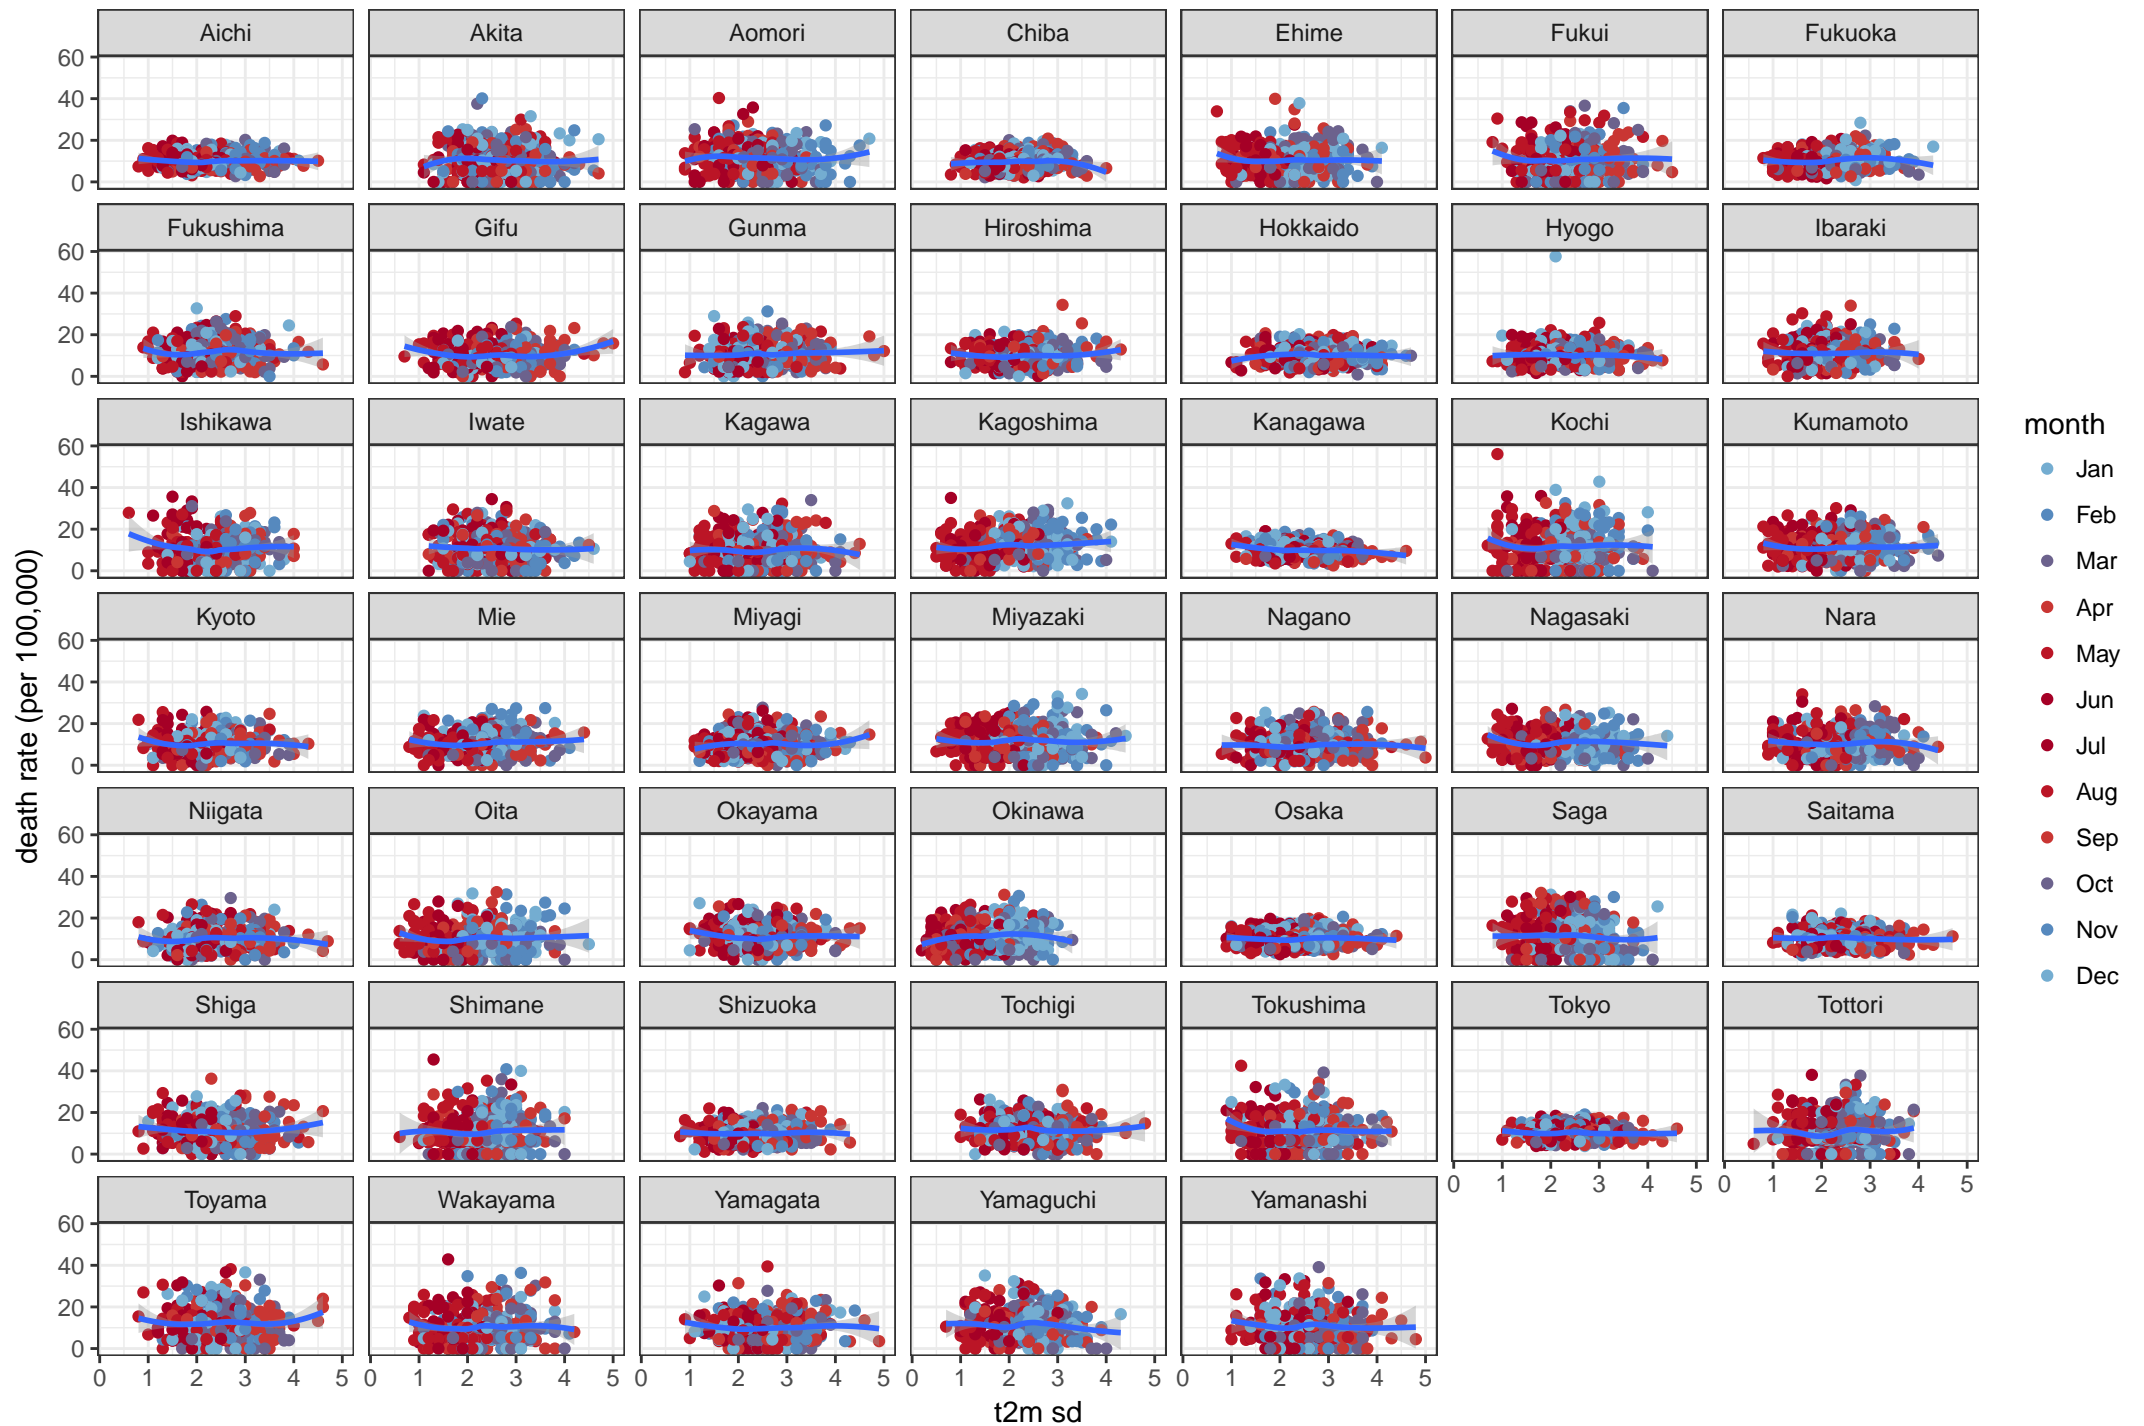 Aichi Akita Aomori Chiba Ehime Fukui Fukuoka
60
40
20
0
Fukushima Gifu Gunma Hiroshima Hokkaido Hyogo Ibaraki
60
40
20
0
Ishikawa Iwate Kagawa Kagoshima Kanagawa Kochi Kumamoto
60
40
20
0
Kyoto Mie Miyagi Miyazaki Nagano Nagasaki Nara
60
40
20
0
Niigata Oita Okayama Okinawa Osaka Saga Saitama
60
40
20
0
Shiga Shimane Shizuoka Tochigi Tokushima Tokyo Tottori
60
40
20
0
0 1 2 3 4 5 0 1 2 3 4 5
Toyama Wakayama Yamagata Yamaguchi Yamanashi
60
40
20
0
0 1 2 3 4 5 0 1 2 3 4 5 0 1 2 3 4 5 0 1 2 3 4 5 0 1 2 3 4 5
t2m sd
death rate (per 100,000)
month
Jan
Feb
Mar
Apr
May
Jun
Jul
Aug
Sep
Oct
Nov
Dec